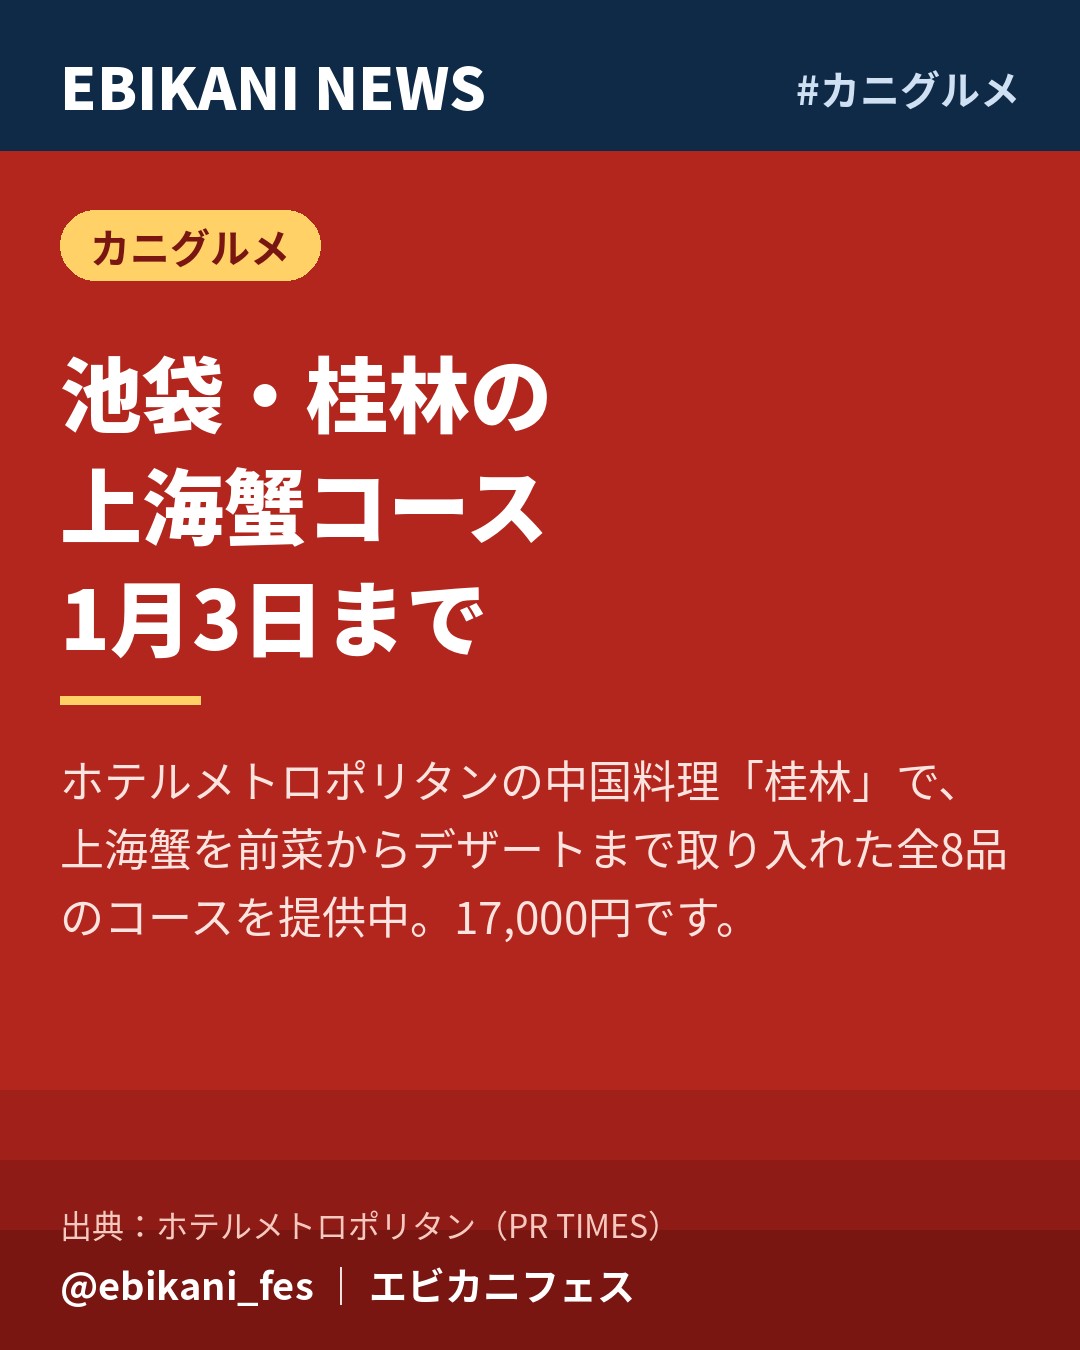 EBIKANI NEWS
#カニグルメ
カニグルメ
池袋・桂林の
上海蟹コース
1月3日まで
ホテルメトロポリタンの中国料理「桂林」で、
上海蟹を前菜からデザートまで取り入れた全8品
のコースを提供中。17,000円です。
出典：ホテルメトロポリタン（PR TIMES）
@ebikani_fes ｜ エビカニフェス